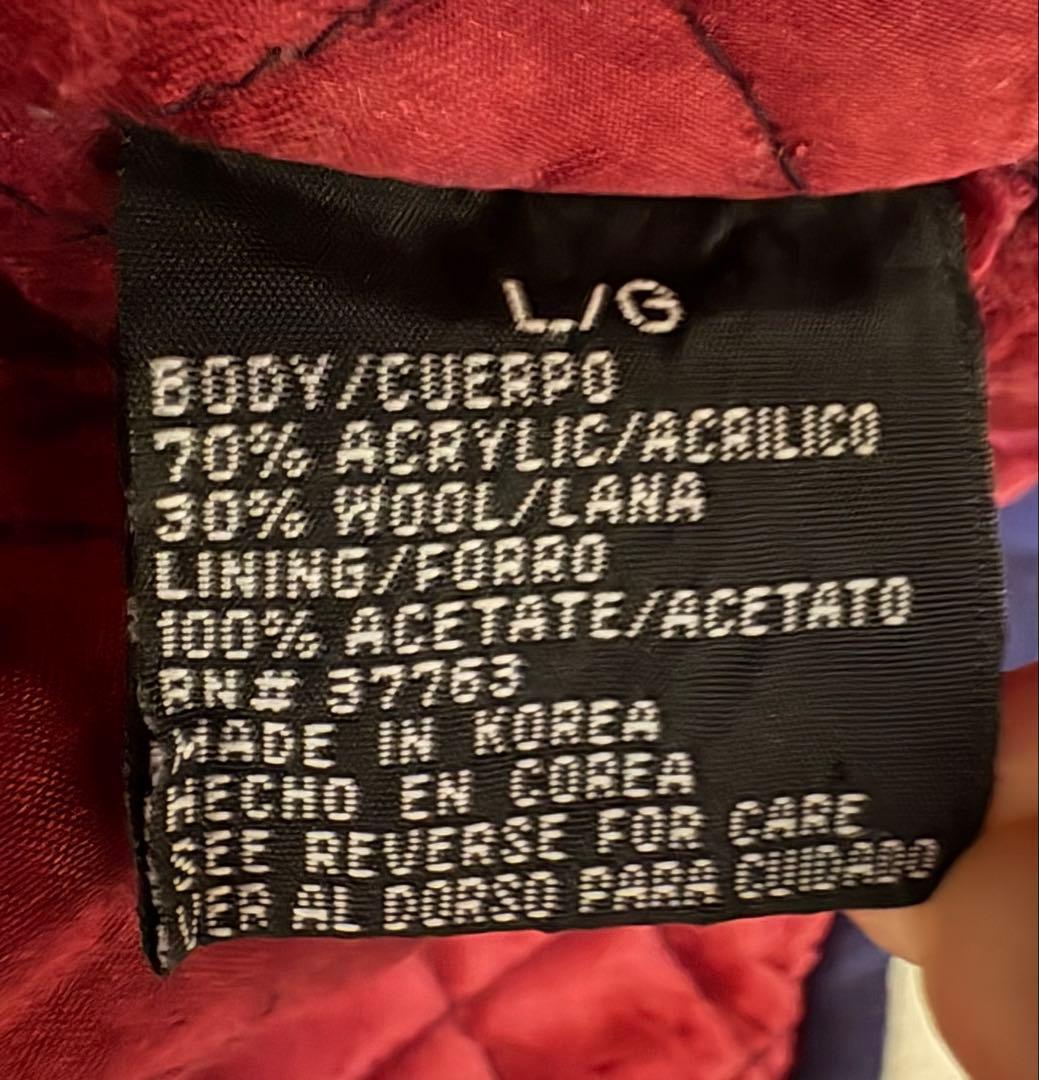 L/G
BODY/CUERPO
70% ACRYLIC/ACRILICO
30% WOOL/LANA
LINING/FORRO
100% ACETATE/ACETATO
RN# 37763
MADE IN KOREA
HECHO EN COREA
SEE REVERSE FOR CARE
VER AL DORSO PARA CUIDADO